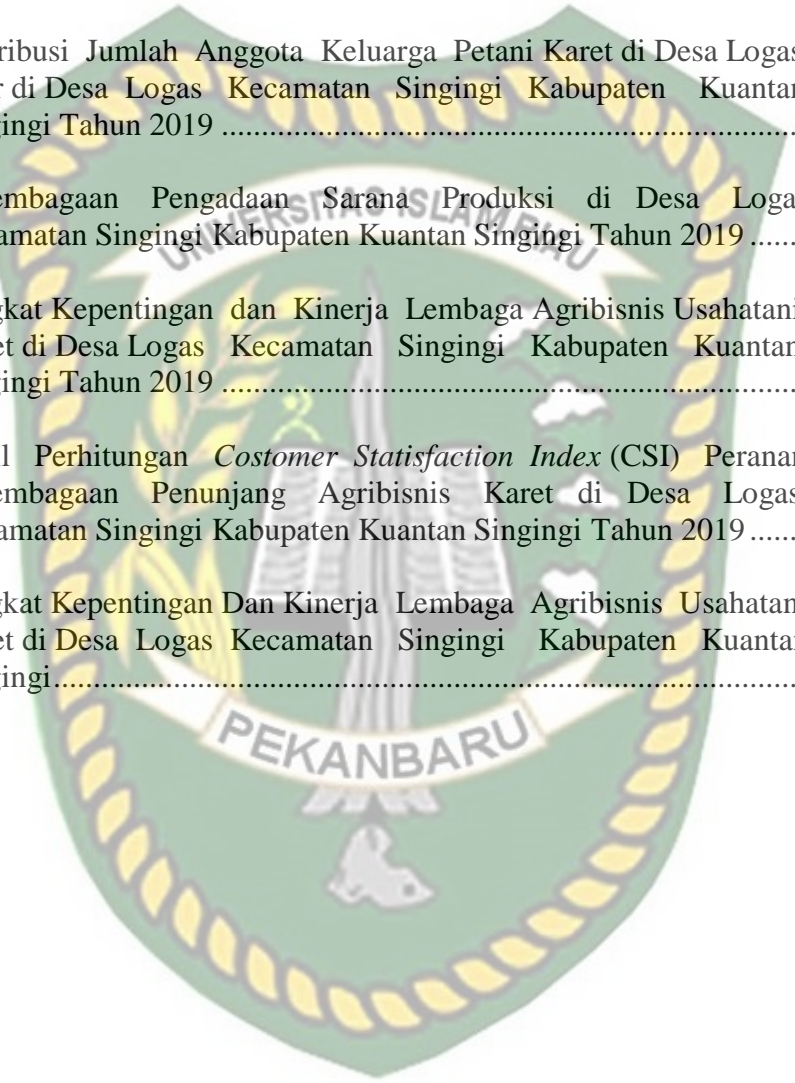 ribusi Jumlah Anggota Keluarga Petani Karet di Desa Logas
r di Desa Logas Kecamatan Singingi Kabupaten Kuantan
gingi Tahun 2019 ........................................................................
embagaan Pengadaan Sarana Produksi di Desa Loga
UNIVERSITAS ISLAM RIAU
amatan Singingi Kabupaten Kuantan Singingi Tahun 2019 ......
gkat Kepentingan dan Kinerja Lembaga Agribisnis Usahatani
et di Desa Logas Kecamatan Singingi Kabupaten Kuantan
gingi Tahun 2019 ........................................................................
l Perhitungan Costomer Statisfaction Index (CSI) Peranan
embagaan Penunjang Agribisnis Karet di Desa Logas
amatan Singingi Kabupaten Kuantan Singingi Tahun 2019 ......
gkat Kepentingan Dan Kinerja Lembaga Agribisnis Usahatan
et di Desa Logas Kecamatan Singingi Kabupaten Kuantan
gingi........................................................................................
PEKANBARU